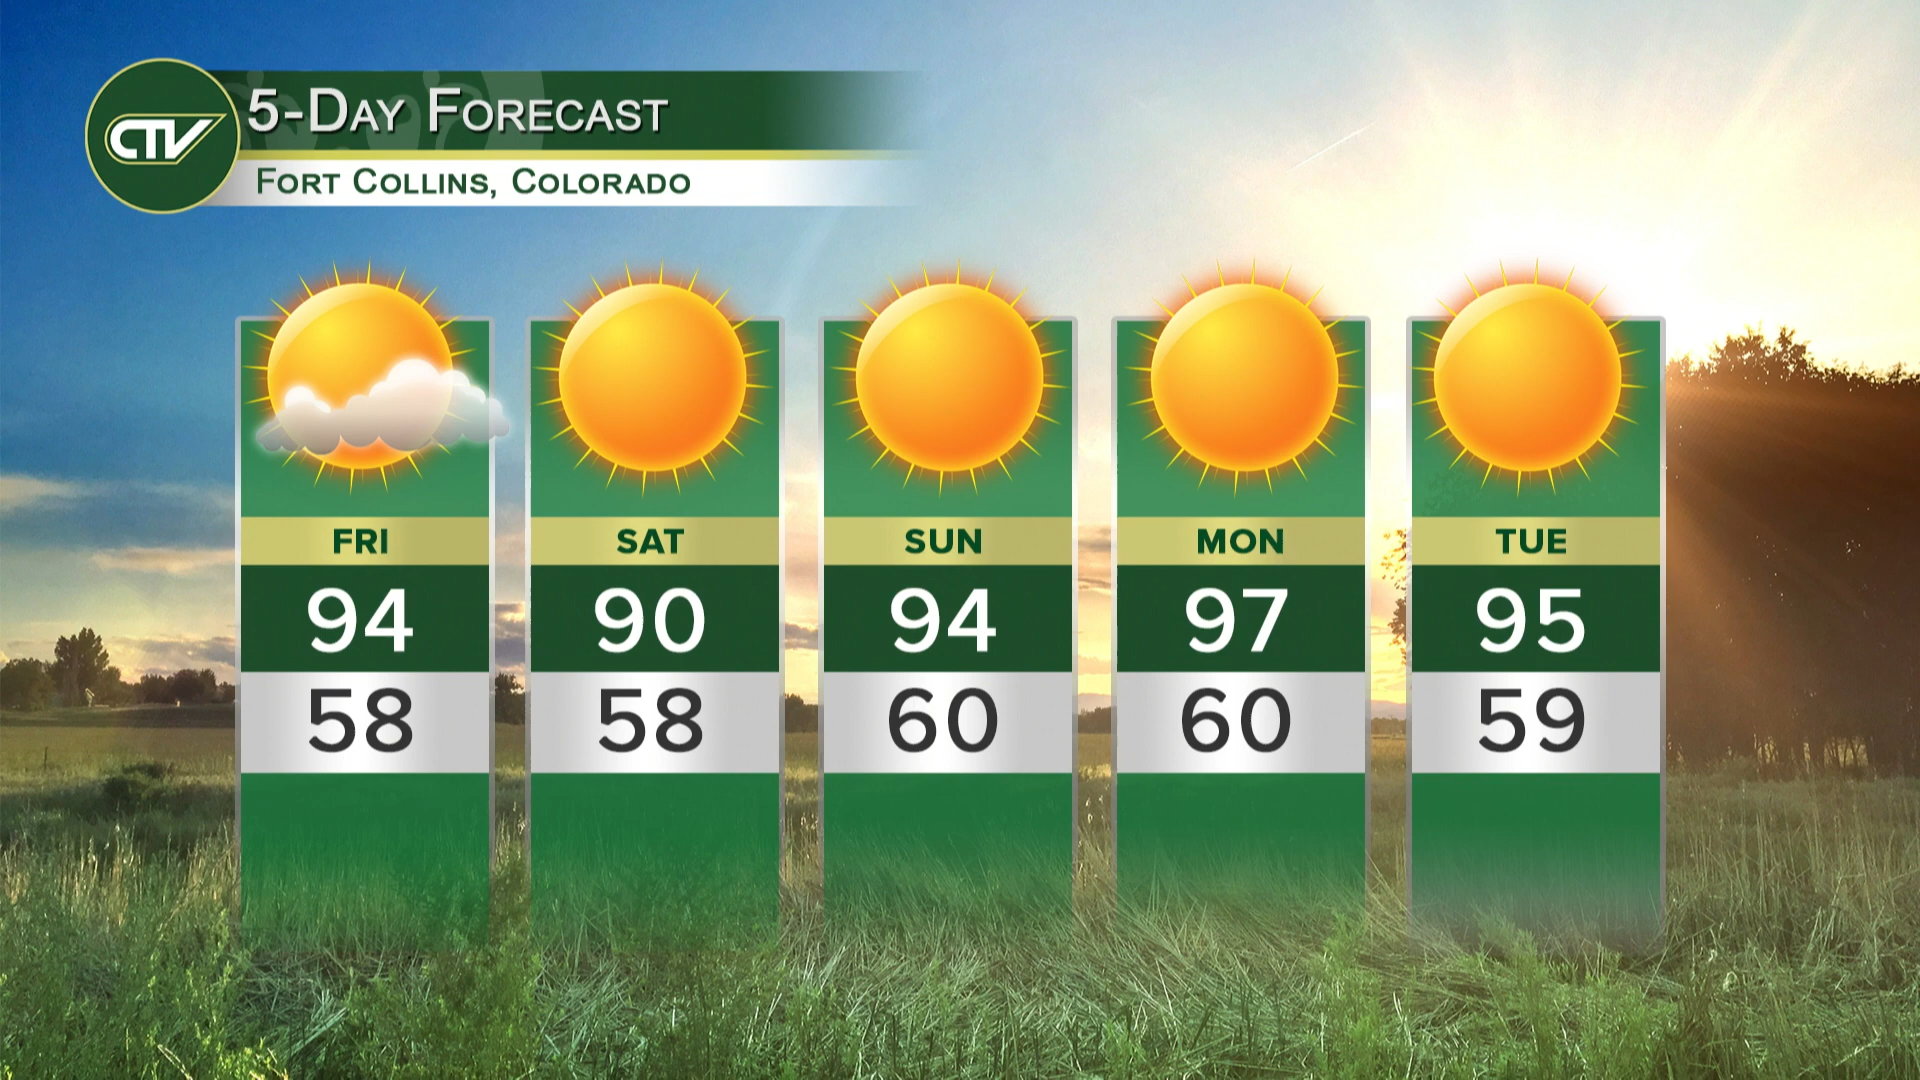 CTV
5-Day Forecast
Fort Collins, Colorado
FRI SAT SUN MON TUE
94 90 94 97 95
58 58 60 60 59